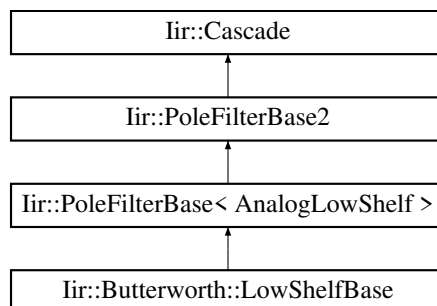 Iir::Cascade
Iir::PoleFilterBase2
Iir::PoleFilterBase< AnalogLowShelf >
Iir::Butterworth::LowShelfBase